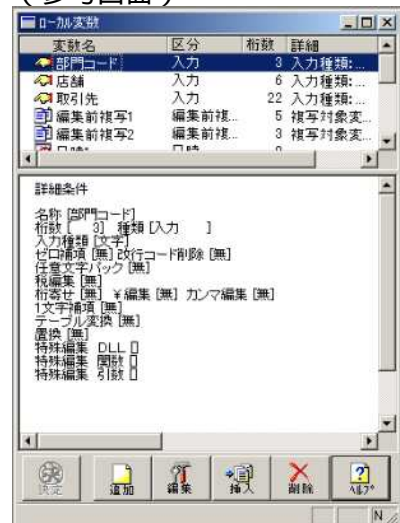 （参考画面）
ローカル変数
変数名 区分 桁数 詳細
部門コード 入力 3 入力種類:...
店舗 入力 6 入力種類:...
取引先 入力 22 入力種類:...
編集前複写1 編集前複... 5 複写対象変...
編集前複写2 編集前複... 3 複写対象変...
詳細条件
名称 [部門コード]
桁数 [ 3] 種類 [入力 ]
入力種類 [文字]
ゼロ補項 [無] 改行コード削除 [無]
任意文字パック [無]
税編集 [無]
桁寄せ [無] ¥編集 [無] カンマ編集 [無]
1文字補項 [無]
テーブル変換 [無]
置換 [無]
特殊編集 DLL []
特殊編集 関数 []
特殊編集 引数 []
決定 追加 編集 挿入 削除 ヘルプ
N